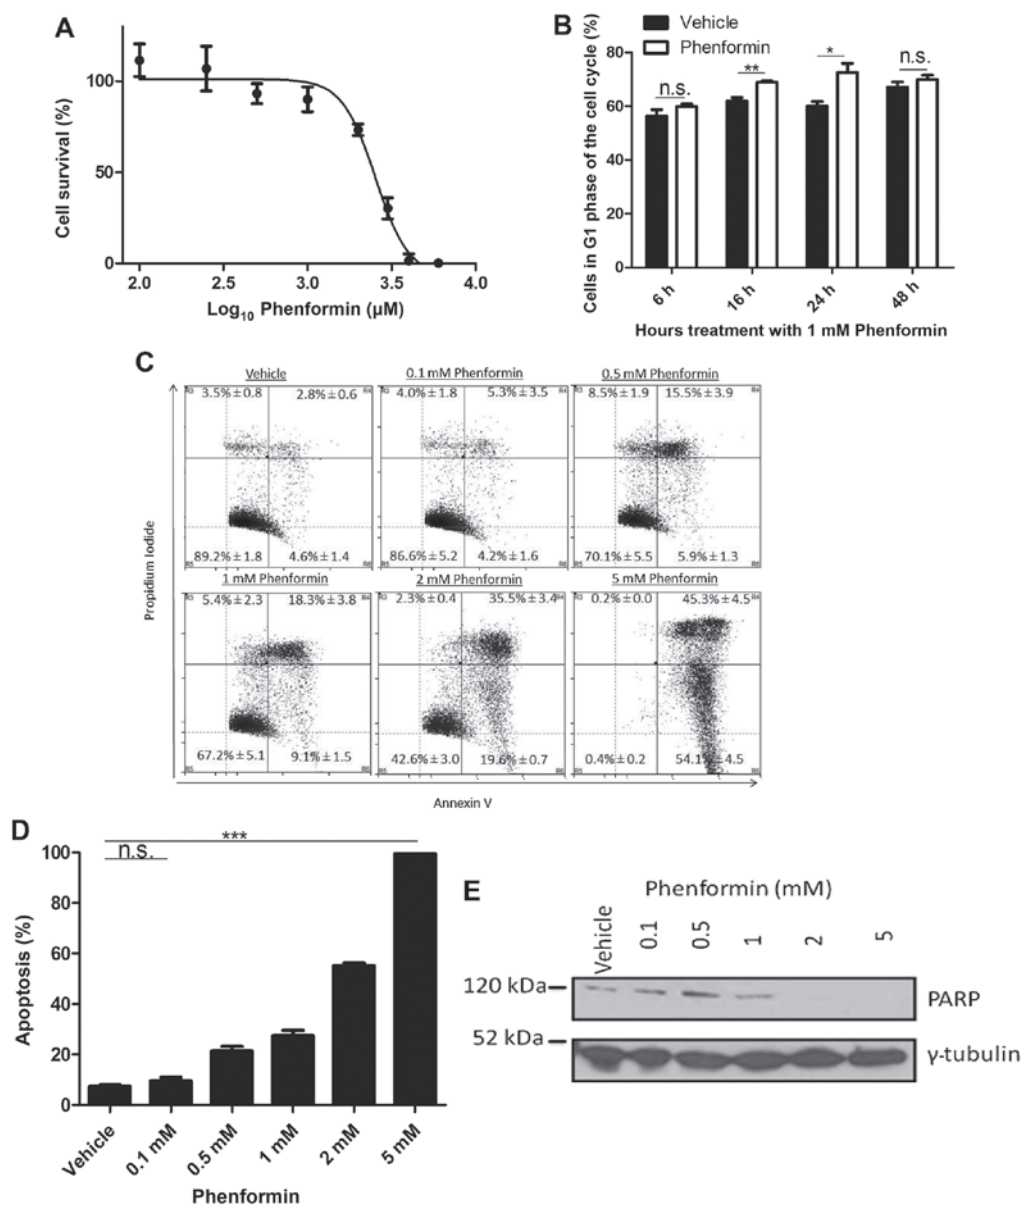 A
100
50
0
Cell survival (%)
2.0 2.5 3.0 3.5 4.0
Log10 Phenformin (µM)
B
Vehicle
Phenformin
80
60
40
20
0
Cells in G1 phase of the cell cycle (%)
n.s. ** * n.s.
6 h 16 h 24 h 48 h
Hours treatment with 1 mM Phenformin
C
Vehicle 0.1 mM Phenformin 0.5 mM Phenformin
3.5% ± 0.8 2.8% ± 0.6 4.0% ± 1.8 5.3% ± 3.5 8.5% ± 1.9 15.5% ± 3.9
89.2% ± 1.8 4.6% ± 1.4 86.6% ± 5.2 4.2% ± 1.6 70.1% ± 5.5 5.9% ± 1.3
1 mM Phenformin 2 mM Phenformin 5 mM Phenformin
5.4% ± 2.3 18.3% ± 3.8 2.3% ± 0.4 35.5% ± 3.4 0.2% ± 0.0 45.3% ± 4.5
67.2% ± 5.1 9.1% ± 1.5 42.6% ± 3.0 19.6% ± 0.7 0.4% ± 0.2 54.1% ± 4.5
Propidium Iodide
Annexin V
D
***
n.s.
100
80
60
40
20
0
Apoptosis (%)
Vehicle 0.1 mM 0.5 mM 1 mM 2 mM 5 mM
Phenformin
E
Phenformin (mM)
Vehicle 0.1 0.5 1 2 5
120 kDa
PARP
52 kDa
γ-tubulin